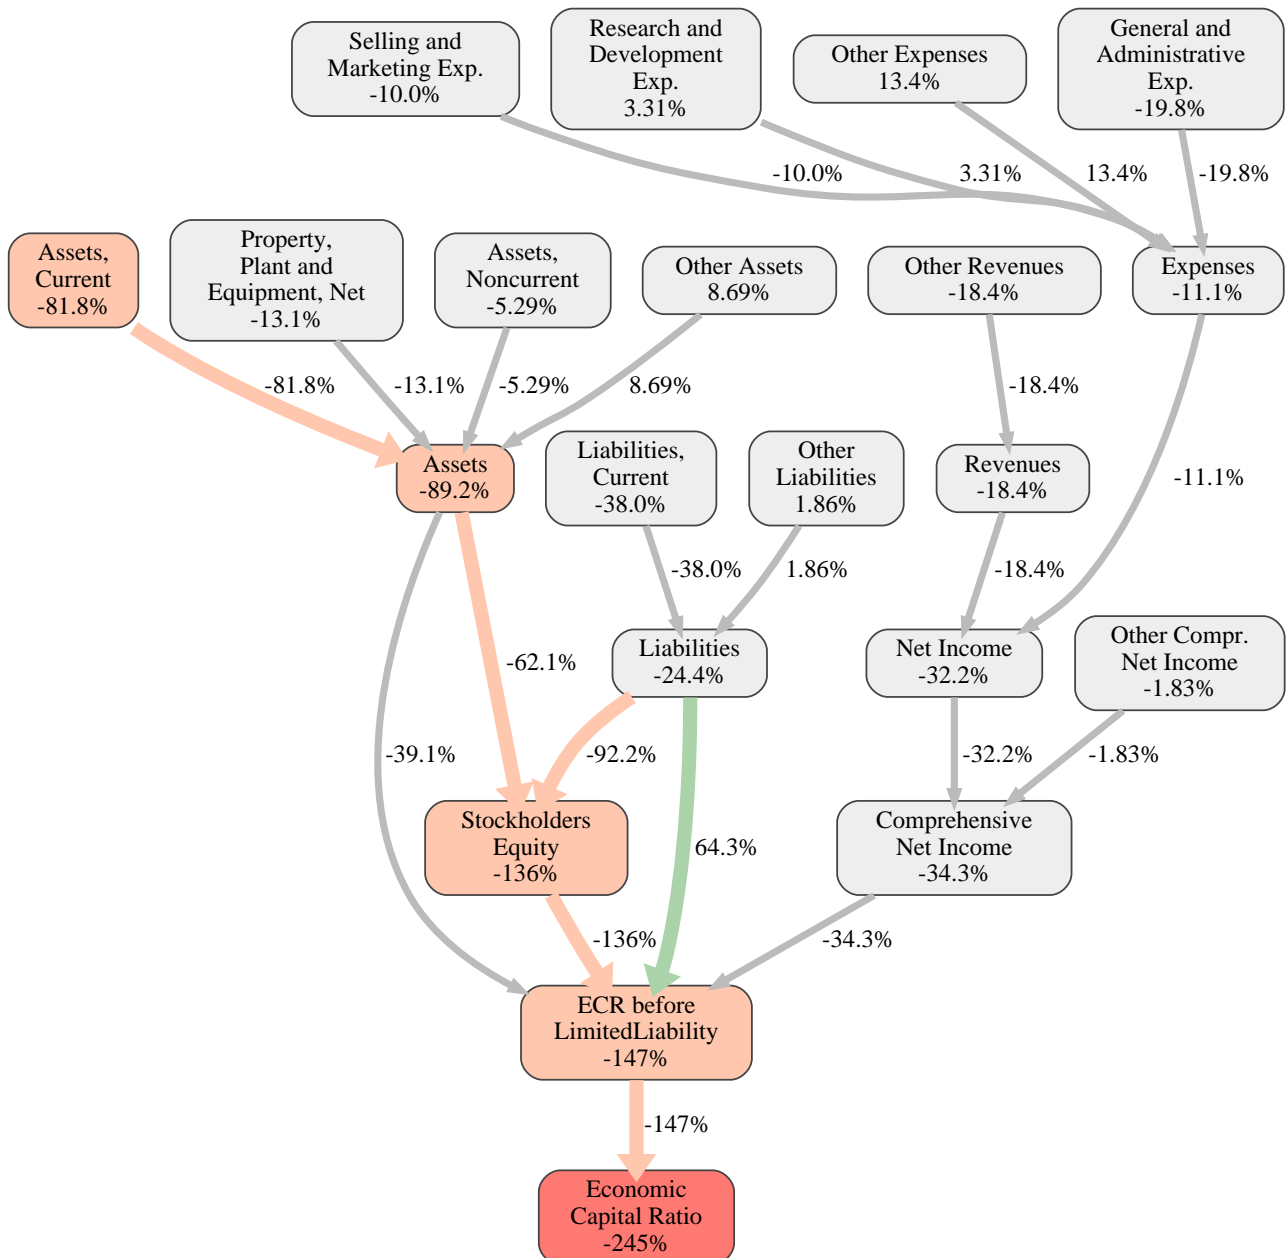 Selling and
Marketing Exp.
-10.0%
Research and
Development
Exp.
3.31%
Other Expenses
13.4%
General and
Administrative
Exp.
-19.8%
-10.0%
3.31%
13.4%
-19.8%
Assets,
Current
-81.8%
Property,
Plant and
Equipment, Net
-13.1%
Assets,
Noncurrent
-5.29%
Other Assets
8.69%
Other Revenues
-18.4%
Expenses
-11.1%
-81.8%
-13.1%
-5.29%
8.69%
-18.4%
-11.1%
Assets
-89.2%
Liabilities,
Current
-38.0%
Other
Liabilities
1.86%
Revenues
-18.4%
-38.0%
1.86%
-18.4%
Liabilities
-24.4%
Net Income
-32.2%
Other Compr.
Net Income
-1.83%
-62.1%
-39.1%
-92.2%
64.3%
-32.2%
-1.83%
Stockholders
Equity
-136%
Comprehensive
Net Income
-34.3%
-136%
-34.3%
ECR before
LimitedLiability
-147%
-147%
Economic
Capital Ratio
-245%